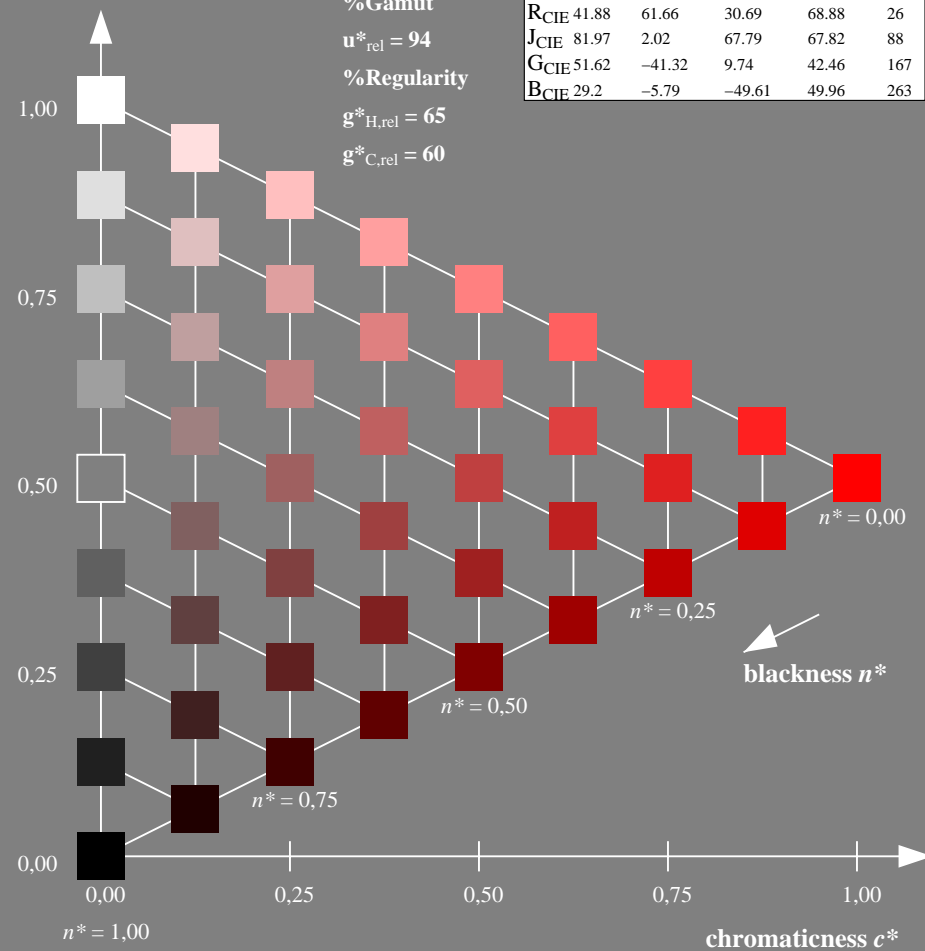 %Gamut
u*rel = 94
%Regularity
g*H,rel = 65
g*C,rel = 60
RCIE 41.88 61.66 30.69 68.88 26
JCIE 81.97 2.02 67.79 67.82 88
GCIE 51.62 −41.32 9.74 42.46 167
BCIE 29.2 −5.79 −49.61 49.96 263
1,00
0,75
0,50
n* = 0,00
n* = 0,25
0,25
blackness n*
n* = 0,50
n* = 0,75
0,00
0,00 0,25 0,50 0,75 1,00
n* = 1,00
chromaticness c*